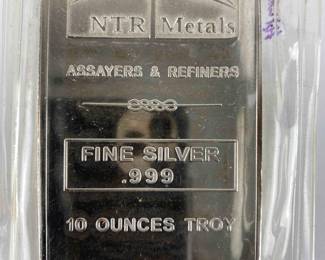 NTR Metals
ASSAYERS & REFINERS
FINE SILVER
.999
10 OUNCES TROY